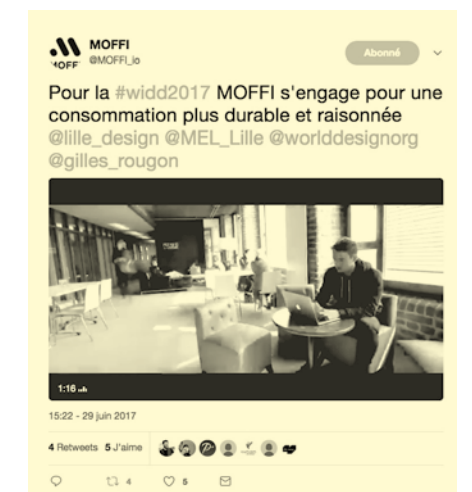 MOFFI
@MOFFI_io
Abonné
MOFF
Pour la #widd2017 MOFFI s'engage pour une
consommation plus durable et raisonnée
@lille_design @MEL_Lille @worlddesignorg
@gilles_rougon
1:16
15:22 - 29 juin 2017
4 Retweets 5 J'aime
4 5